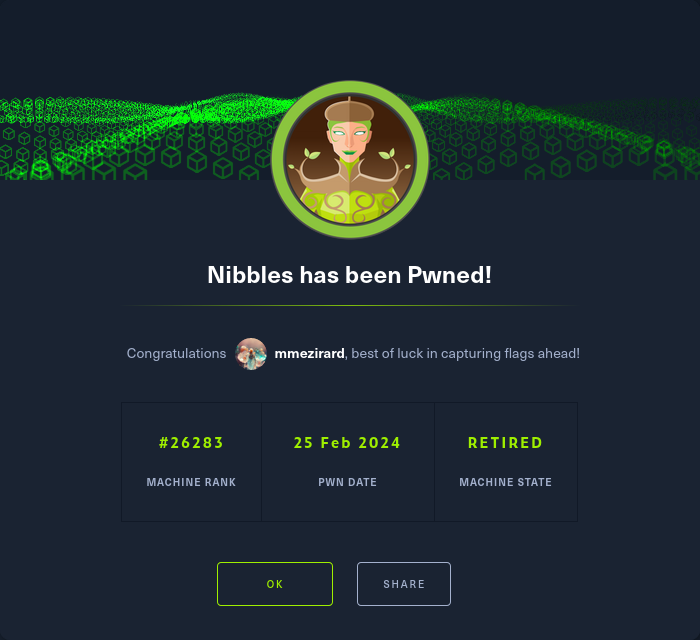 Nibbles has been Pwned!
Congratulations mmezirard, best of luck in capturing flags ahead!
#26283 25 Feb 2024 RETIRED
MACHINE RANK PWN DATE MACHINE STATE
OK SHARE